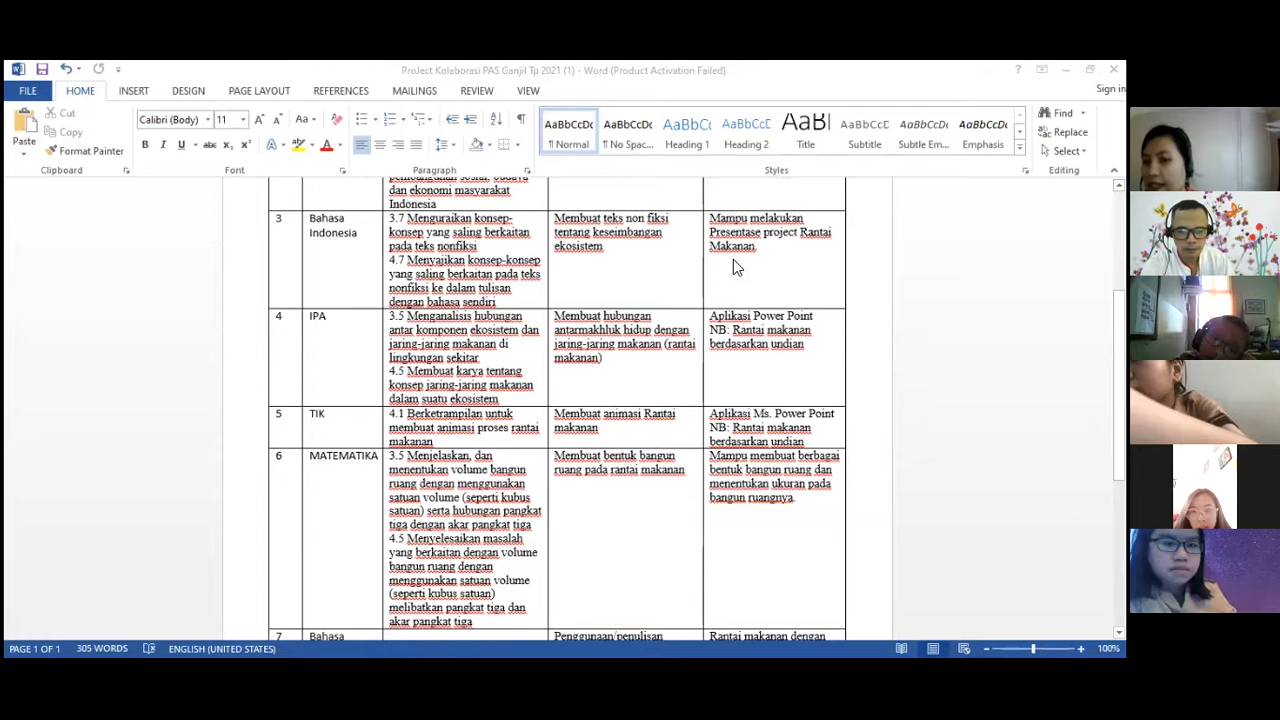 Project Kolaborasi PAS Ganjil Tp 2021 (1) - Word (Product Activation Failed)
FILE HOME INSERT DESIGN PAGE LAYOUT REFERENCES MAILINGS REVIEW VIEW Sign in
Paste
Cut
Copy
Format Painter
Clipboard
Calibri (Body) 11
Font
Paragraph
AaBbCcDc AaBbCcDc AaBbCc AaBbCcC AaBl AaBbCcC AaBbCcDc AaBbCcDc
¶ Normal ¶ No Spac... Heading 1 Heading 2 Title Subtitle Subtle Em... Emphasis
Styles
Find
Replace
Select
Editing
dan ekonomi masyarakat
Indonesia
3
Bahasa
Indonesia
3.7 Menguraikan konsep-
konsep yang saling berkaitan
pada teks nonfiksi
4.7 Menyajikan konsep-konsep
yang saling berkaitan pada teks
nonfiksi ke dalam tulisan
dengan bahasa sendiri
Membuat teks non fiksi
tentang keseimbangan
ekosistem
Mampu melakukan
Presentase project Rantai
Makanan.
4
IPA
3.5 Menganalisis hubungan
antar komponen ekosistem dan
jaring-jaring makanan di
lingkungan sekitar
4.5 Membuat karya tentang
konsep jaring-jaring makanan
dalam suatu ekosistem
Membuat hubungan
antarmakhluk hidup dengan
jaring-jaring makanan (rantai
makanan)
Aplikasi Power Point
NB: Rantai makanan
berdasarkan undian
5
TIK
4.1 Berketrampilan untuk
membuat animasi proses rantai
makanan
Membuat animasi Rantai
makanan
Aplikasi Ms. Power Point
NB: Rantai makanan
berdasarkan undian
6
MATEMATIKA
3.5 Menjelaskan, dan
menentukan volume bangun
ruang dengan menggunakan
satuan volume (seperti kubus
satuan) serta hubungan pangkat
tiga dengan akar pangkat tiga
4.5 Menyelesaikan masalah
yang berkaitan dengan volume
bangun ruang dengan
menggunakan satuan volume
(seperti kubus satuan)
melibatkan pangkat tiga dan
akar pangkat tiga
Membuat bentuk bangun
ruang pada rantai makanan
Mampu membuat berbagai
bentuk bangun ruang dan
menentukan ukuran pada
bangun ruangnya.
7
Bahasa
Penggunaan/penulisan
Rantai makanan dengan
PAGE 1 OF 1 305 WORDS ENGLISH (UNITED STATES) 100%